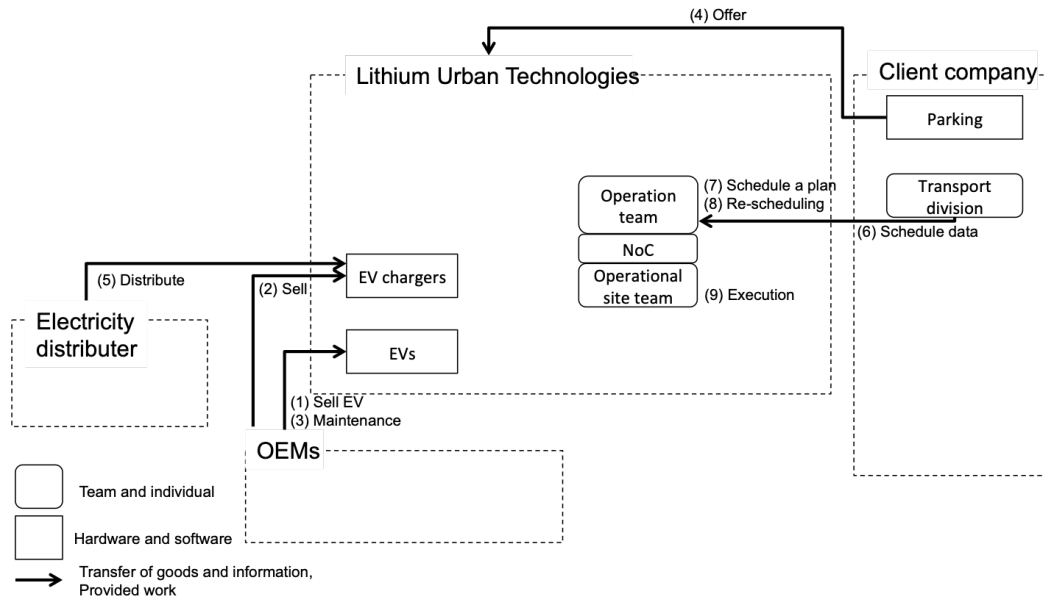 (4) Offer
Lithium Urban Technologies
Client company
Parking
Operation
team
(7) Schedule a plan
(8) Re-scheduling
Transport
division
(6) Schedule data
NoC
Operational
site team
(9) Execution
EV chargers
(5) Distribute
(2) Sell
Electricity
distributer
EVs
(1) Sell EV
(3) Maintenance
OEMs
Team and individual
Hardware and software
Transfer of goods and information,
Provided work